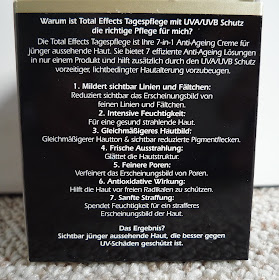 Warum ist Total Effects Tagespflege mit UVA/UVB Schutz
die richtige Pflege für mich?
Die Total Effects Tagespflege ist Ihre 7-in-1 Anti-Ageing Creme für
jünger aussehende Haut. Sie bietet 7 effiziente Anti-Ageing Lösungen
in nur einem Produkt und hilft zusätzlich durch den UVA/UVB Schutz
vorzeitiger, lichtbedingter Hautalterung vorzubeugen.
1. Mildert sichtbar Linien und Fältchen:
Reduziert sichtbar das Erscheinungsbild von
feinen Linien und Fältchen.
2. Intensive Feuchtigkeit:
Für eine gesund strahlende Haut.
3. Gleichmäßigeres Hautbild:
Gleichmäßigerer Hautton & sichtbar reduzierte Pigmentflecken.
4. Frische Ausstrahlung:
Glättet die Hautstruktur.
5. Feinere Poren:
Verfeinert das Erscheinungsbild von Poren.
6. Antioxidative Wirkung:
Hilft die Haut vor freien Radikalen zu schützen.
7. Sanfte Straffung:
Spendet Feuchtigkeit für ein strafferes
Erscheinungsbild der Haut.
Das Ergebnis?
Sichtbar jünger aussehende Haut, die besser gegen
UV-Schäden geschützt ist.